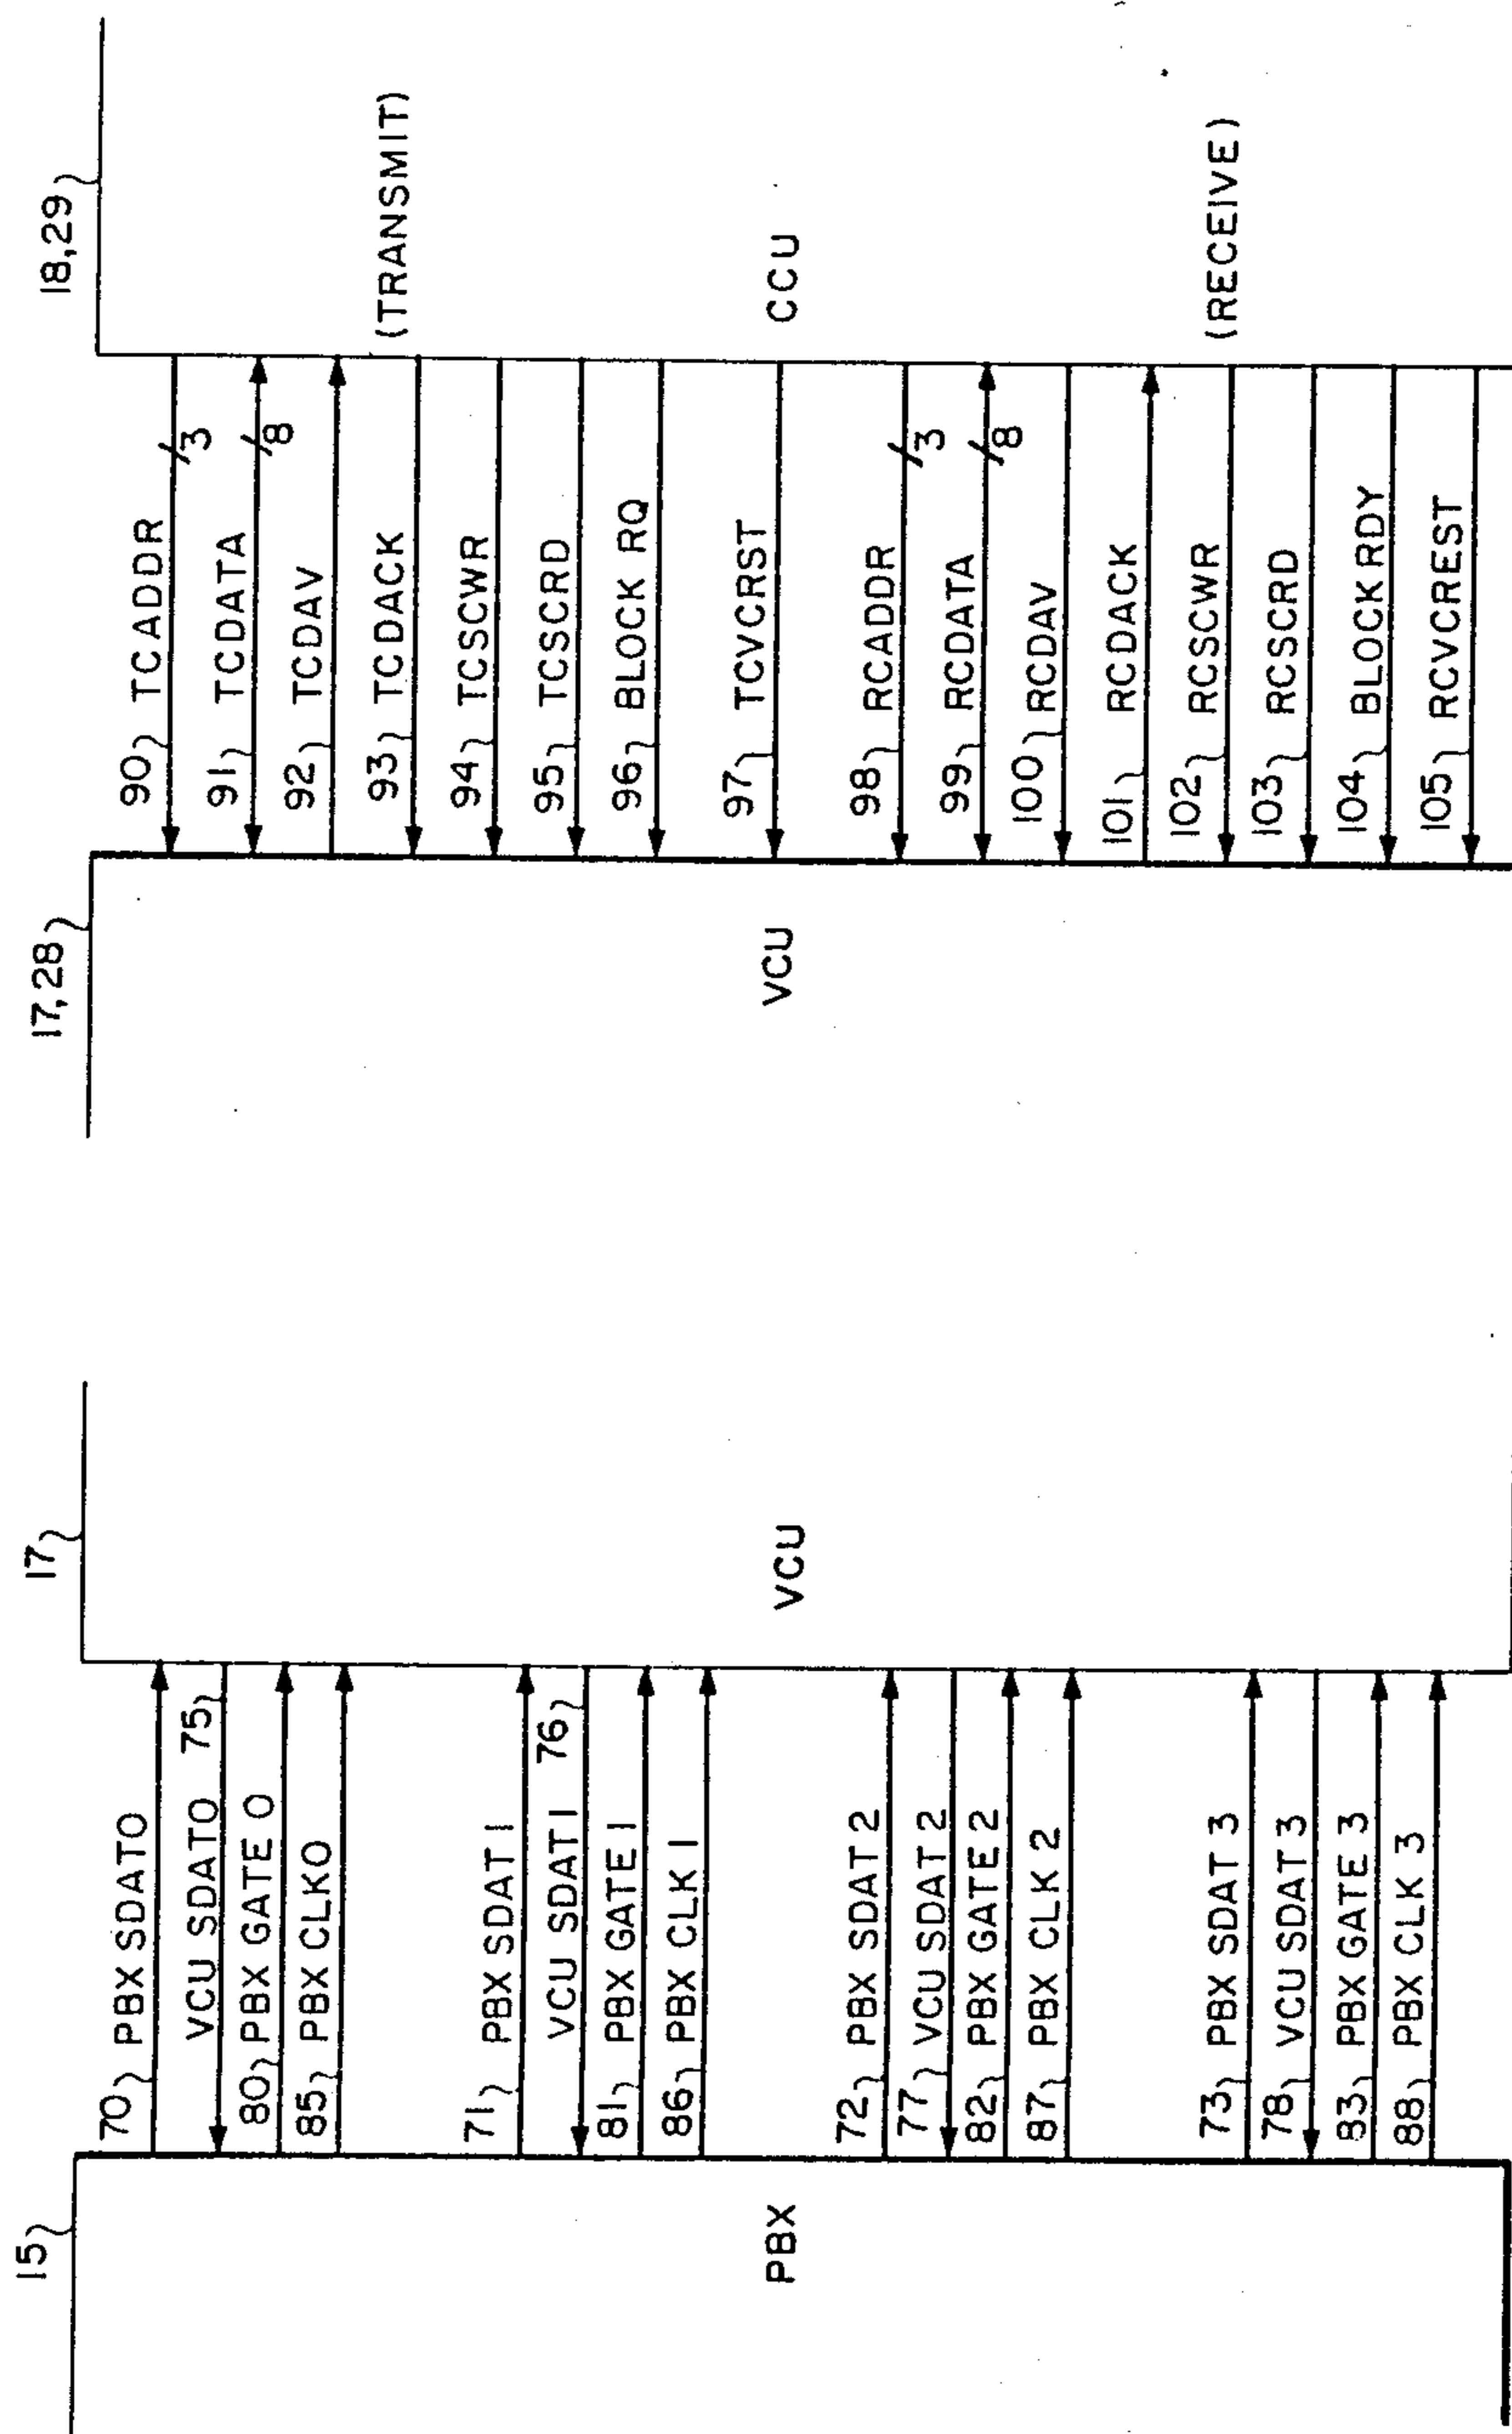 15
PBX
70 PBX SDAT0
VCU SDAT0 75
80 PBX GATE 0
85 PBX CLK0
71 PBX SDAT 1
VCU SDAT 1 76
81 PBX GATE 1
86 PBX CLK 1
72 PBX SDAT 2
77 VCU SDAT 2
82 PBX GATE 2
87 PBX CLK 2
73 PBX SDAT 3
78 VCU SDAT 3
83 PBX GATE 3
88 PBX CLK 3
17
VCU
17,28
VCU
90 TCADDR 3
91 TCDATA 8
92 TCDAV
93 TCDACK
94 TCSCWR
95 TCSCRD
96 BLOCK RQ
97 TCVCRST
98 RCADDR 3
99 RCDATA 8
100 RCDAV
101 RCDACK
102 RCSCWR
103 RCSCRD
104 BLOCK RDY
105 RCVCREST
18,29
(TRANSMIT)
CCU
(RECEIVE)